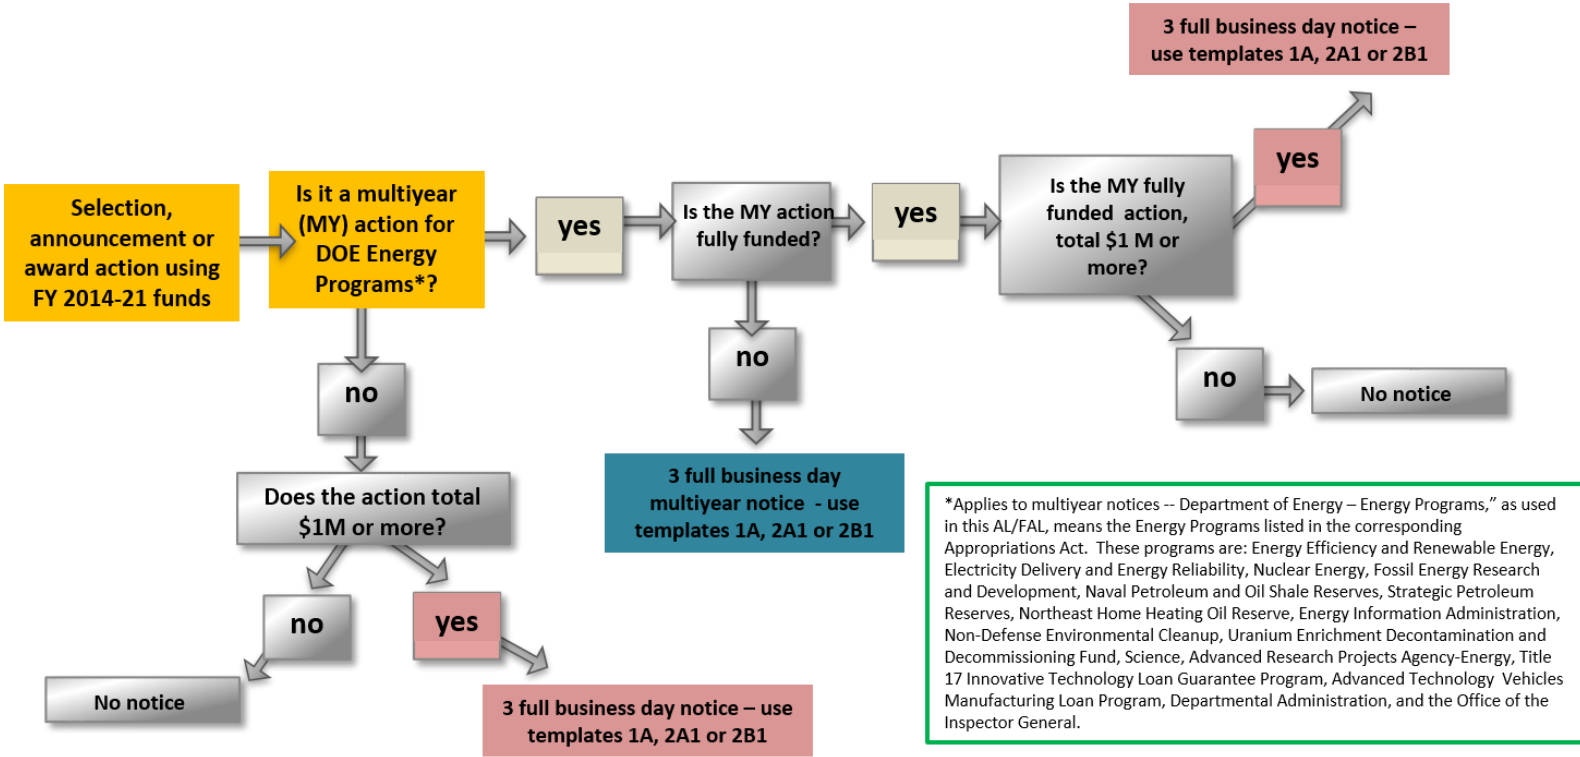 3 full business day notice –
use templates 1A, 2A1 or 2B1
Selection,
announcement or
award action using
FY 2014-21 funds
Is it a multiyear
(MY) action for
DOE Energy
Programs*?
yes
Is the MY action
fully funded?
yes
Is the MY fully
funded action,
total $1 M or
more?
yes
no
no
no
No notice
3 full business day
multiyear notice - use
templates 1A, 2A1 or 2B1
Does the action total
$1M or more?
no
yes
No notice
3 full business day notice – use
templates 1A, 2A1 or 2B1
*Applies to multiyear notices -- Department of Energy – Energy Programs,” as used
in this AL/FAL, means the Energy Programs listed in the corresponding
Appropriations Act. These programs are: Energy Efficiency and Renewable Energy,
Electricity Delivery and Energy Reliability, Nuclear Energy, Fossil Energy Research
and Development, Naval Petroleum and Oil Shale Reserves, Strategic Petroleum
Reserves, Northeast Home Heating Oil Reserve, Energy Information Administration,
Non-Defense Environmental Cleanup, Uranium Enrichment Decontamination and
Decommissioning Fund, Science, Advanced Research Projects Agency-Energy, Title
17 Innovative Technology Loan Guarantee Program, Advanced Technology Vehicles
Manufacturing Loan Program, Departmental Administration, and the Office of the
Inspector General.